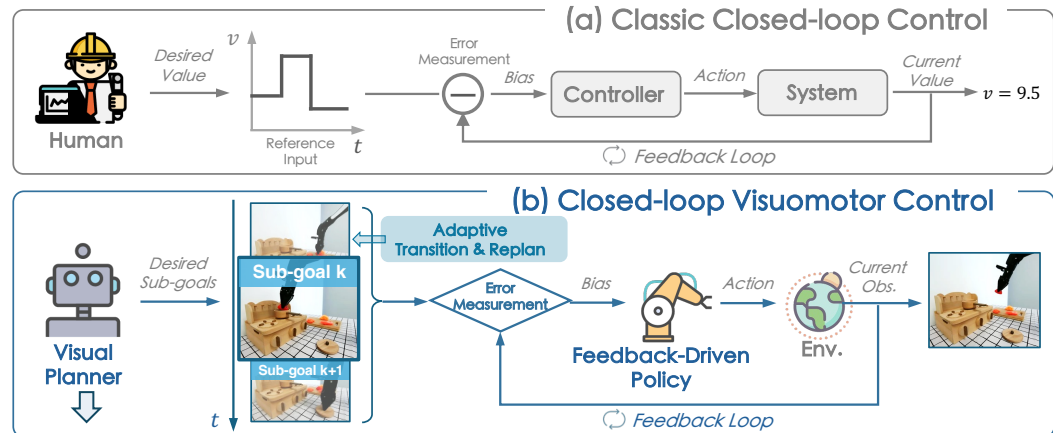 (a) Classic Closed-loop Control
Human
Desired
Value
v
t
Reference
Input
Error
Measurement
Bias
Controller
Action
System
Current
Value
v = 9.5
Feedback Loop
(b) Closed-loop Visuomotor Control
Visual
Planner
Desired
Sub-goals
t
Sub-goal k
Sub-goal k+1
Adaptive
Transition & Replan
Error
Measurement
Bias
Feedback-Driven
Policy
Action
Env.
Current
Obs.
Feedback Loop